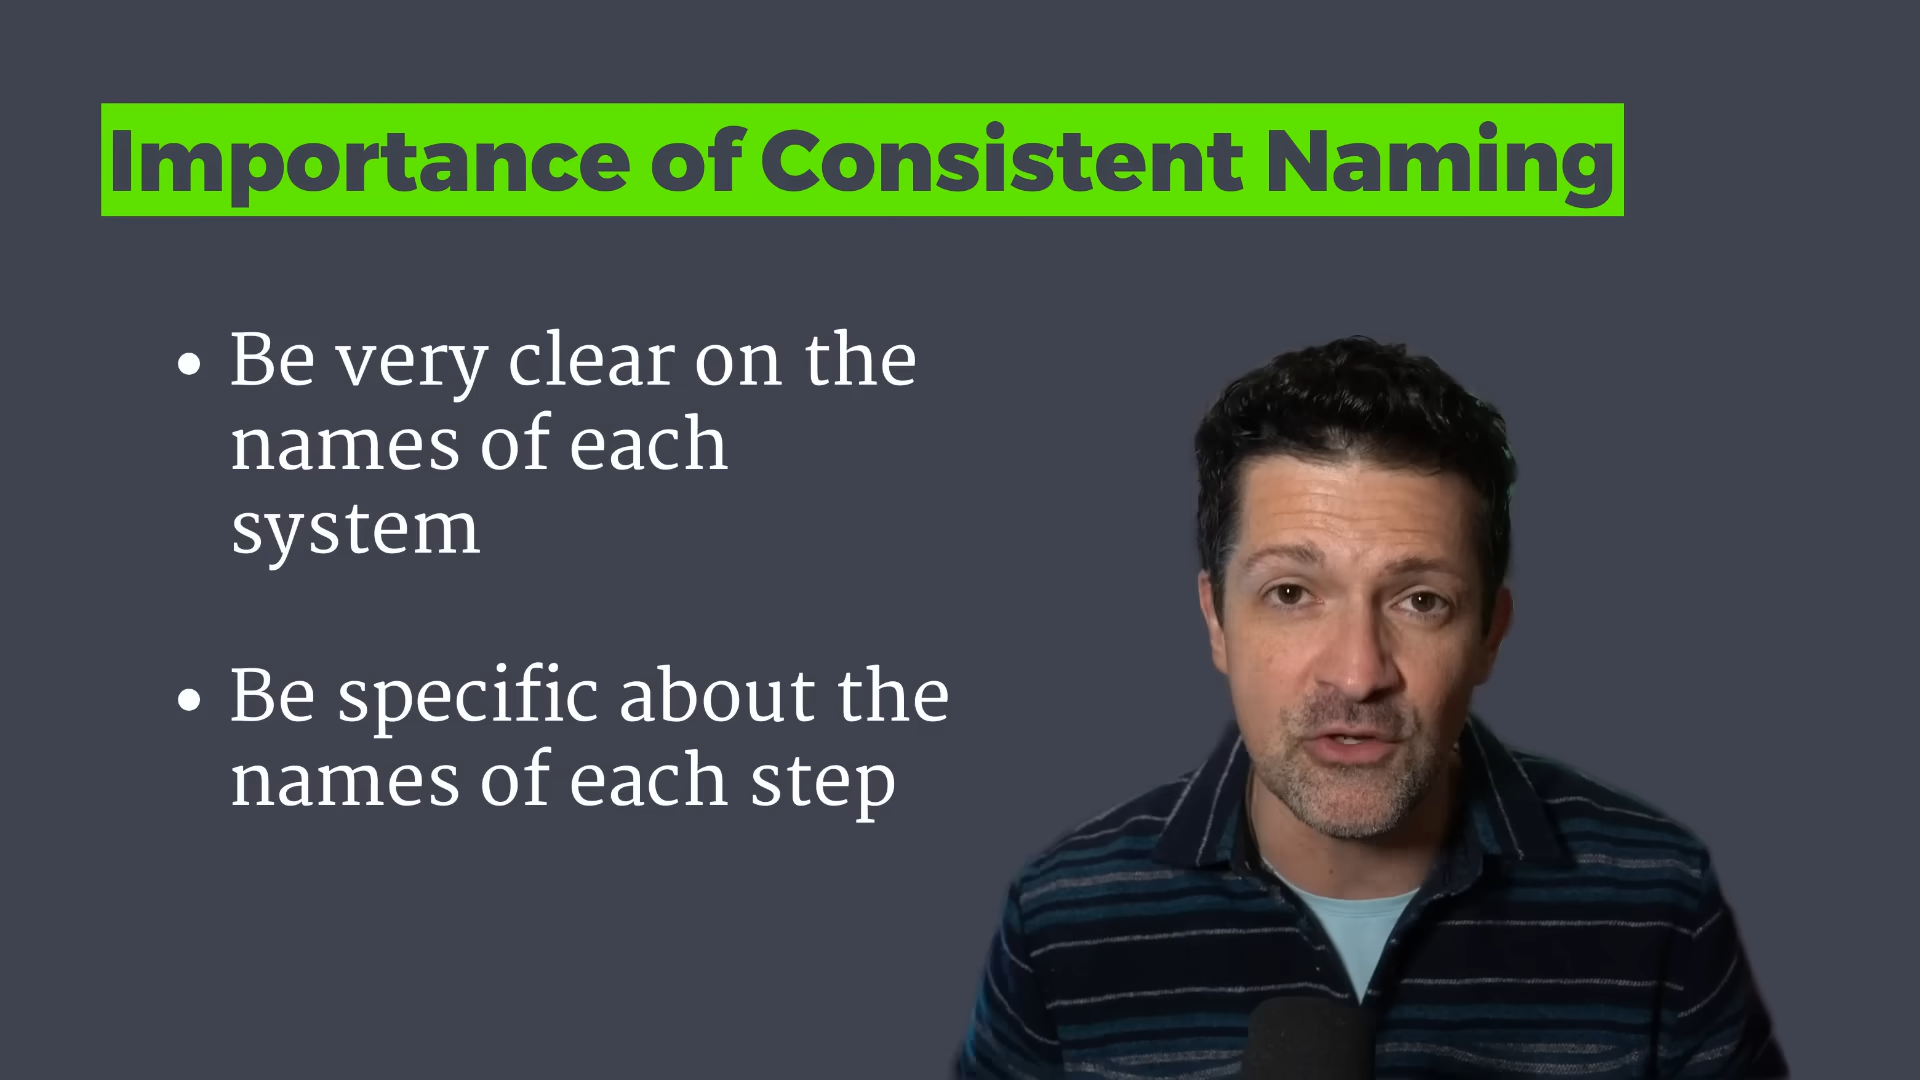 Importance of Consistent Naming
• Be very clear on the
names of each
system
• Be specific about the
names of each step